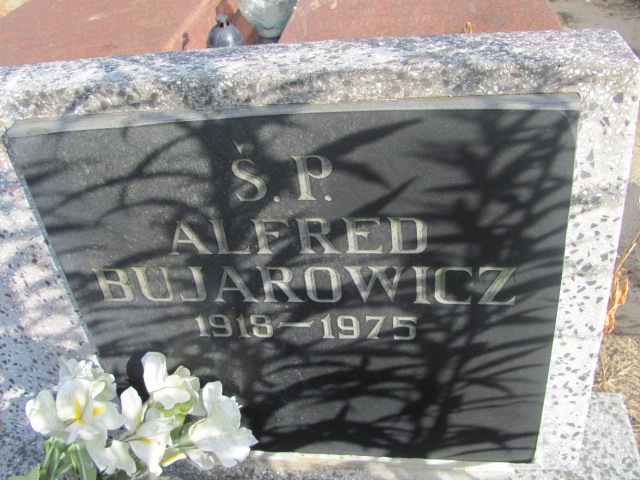 Š.P.
ALFRED
BUJAROWICZ
1918-1975